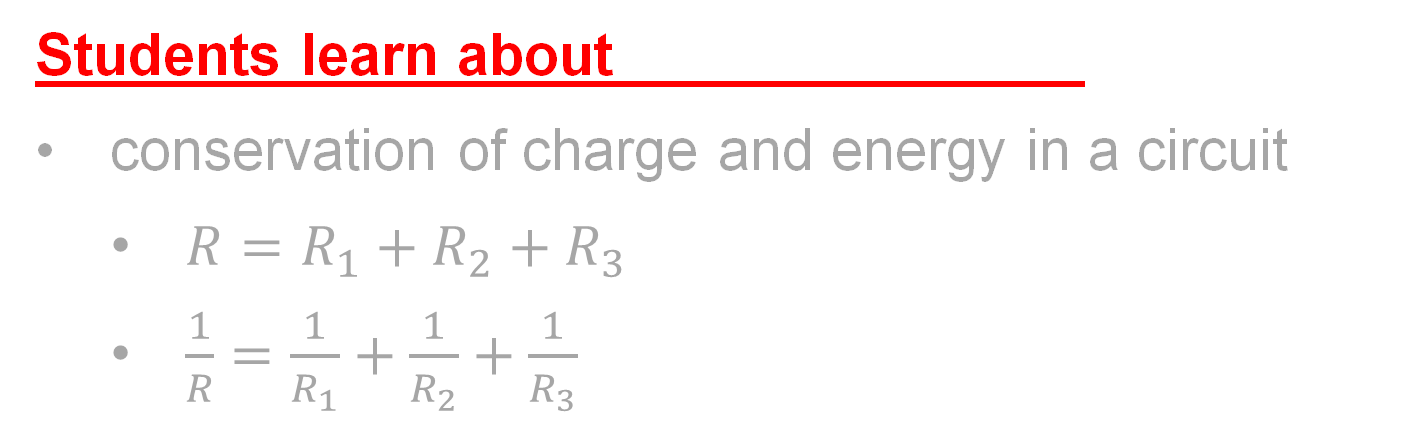 Students learn about
• conservation of charge and energy in a circuit
• R = R₁ + R₂ + R₃
• 1/R = 1/R₁ + 1/R₂ + 1/R₃